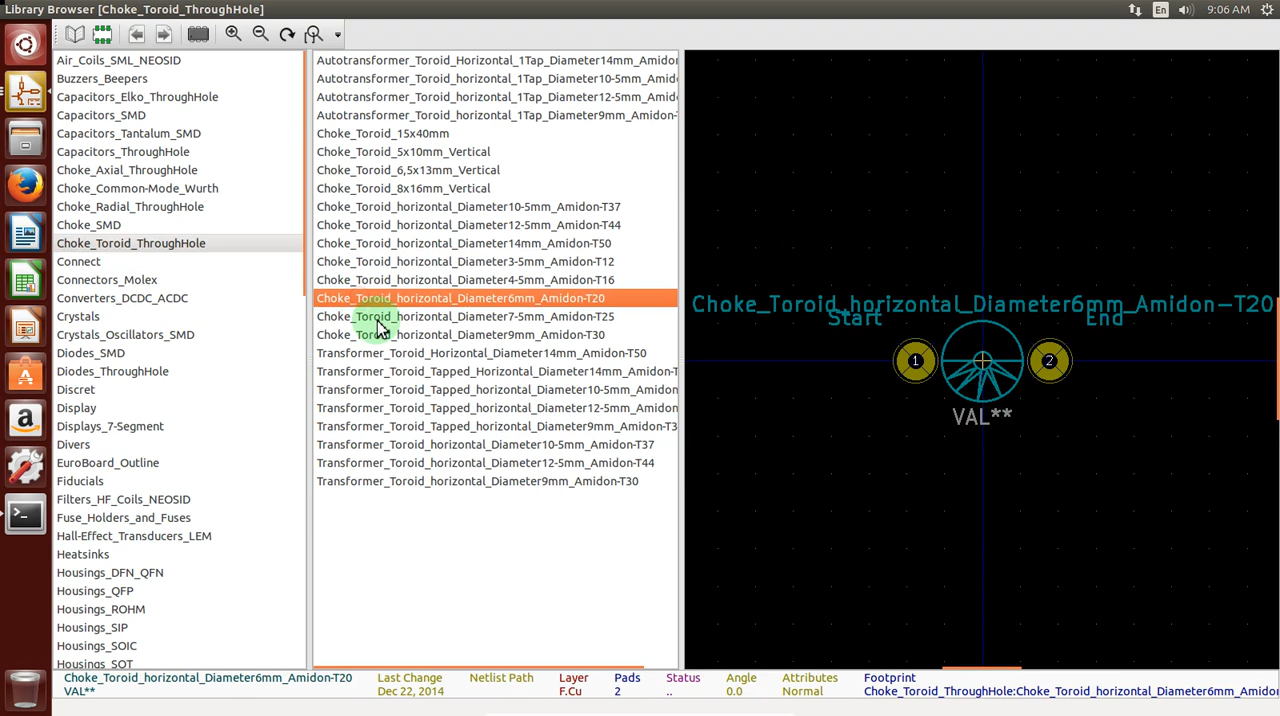 Library Browser [Choke_Toroid_ThroughHole]
En
9:06 AM
Air_Coils_SML_NEOSID
Buzzers_Beepers
Capacitors_Elko_ThroughHole
Capacitors_SMD
Capacitors_Tantalum_SMD
Capacitors_ThroughHole
Choke_Axial_ThroughHole
Choke_Common-Mode_Wurth
Choke_Radial_ThroughHole
Choke_SMD
Choke_Toroid_ThroughHole
Connect
Connectors_Molex
Converters_DCDC_ACDC
Crystals
Crystals_Oscillators_SMD
Diodes_SMD
Diodes_ThroughHole
Discret
Display
Displays_7-Segment
Divers
EuroBoard_Outline
Fiducials
Filters_HF_Coils_NEOSID
Fuse_Holders_and_Fuses
Hall-Effect_Transducers_LEM
Heatsinks
Housings_DFN_QFN
Housings_QFP
Housings_ROHM
Housings_SIP
Housings_SOIC
Housings_SOT
Autotransformer_Toroid_Horizontal_1Tap_Diameter14mm_Amidon
Autotransformer_Toroid_horizontal_1Tap_Diameter10-5mm_Amido
Autotransformer_Toroid_horizontal_1Tap_Diameter12-5mm_Amido
Autotransformer_Toroid_horizontal_1Tap_Diameter9mm_Amidon-T
Choke_Toroid_15x40mm
Choke_Toroid_5x10mm_Vertical
Choke_Toroid_6,5x13mm_Vertical
Choke_Toroid_8x16mm_Vertical
Choke_Toroid_horizontal_Diameter10-5mm_Amidon-T37
Choke_Toroid_horizontal_Diameter12-5mm_Amidon-T44
Choke_Toroid_horizontal_Diameter14mm_Amidon-T50
Choke_Toroid_horizontal_Diameter3-5mm_Amidon-T12
Choke_Toroid_horizontal_Diameter4-5mm_Amidon-T16
Choke_Toroid_horizontal_Diameter6mm_Amidon-T20
Choke_Toroid_horizontal_Diameter7-5mm_Amidon-T25
Choke_Toroid_horizontal_Diameter9mm_Amidon-T30
Transformer_Toroid_Horizontal_Diameter14mm_Amidon-T50
Transformer_Toroid_Tapped_Horizontal_Diameter14mm_Amidon-T
Transformer_Toroid_Tapped_horizontal_Diameter10-5mm_Amidon
Transformer_Toroid_Tapped_horizontal_Diameter12-5mm_Amidon
Transformer_Toroid_Tapped_horizontal_Diameter9mm_Amidon-T3
Transformer_Toroid_horizontal_Diameter10-5mm_Amidon-T37
Transformer_Toroid_horizontal_Diameter12-5mm_Amidon-T44
Transformer_Toroid_horizontal_Diameter9mm_Amidon-T30
Choke_Toroid_horizontal_Diameter6mm_Amidon-T20
Start
End
1
2
VAL**
Choke_Toroid_horizontal_Diameter6mm_Amidon-T20
VAL**
Last Change
Dec 22, 2014
Netlist Path
Layer
F.Cu
Pads
2
Status
..
Angle
0.0
Attributes
Normal
Footprint
Choke_Toroid_ThroughHole:Choke_Toroid_horizontal_Diameter6mm_Amido